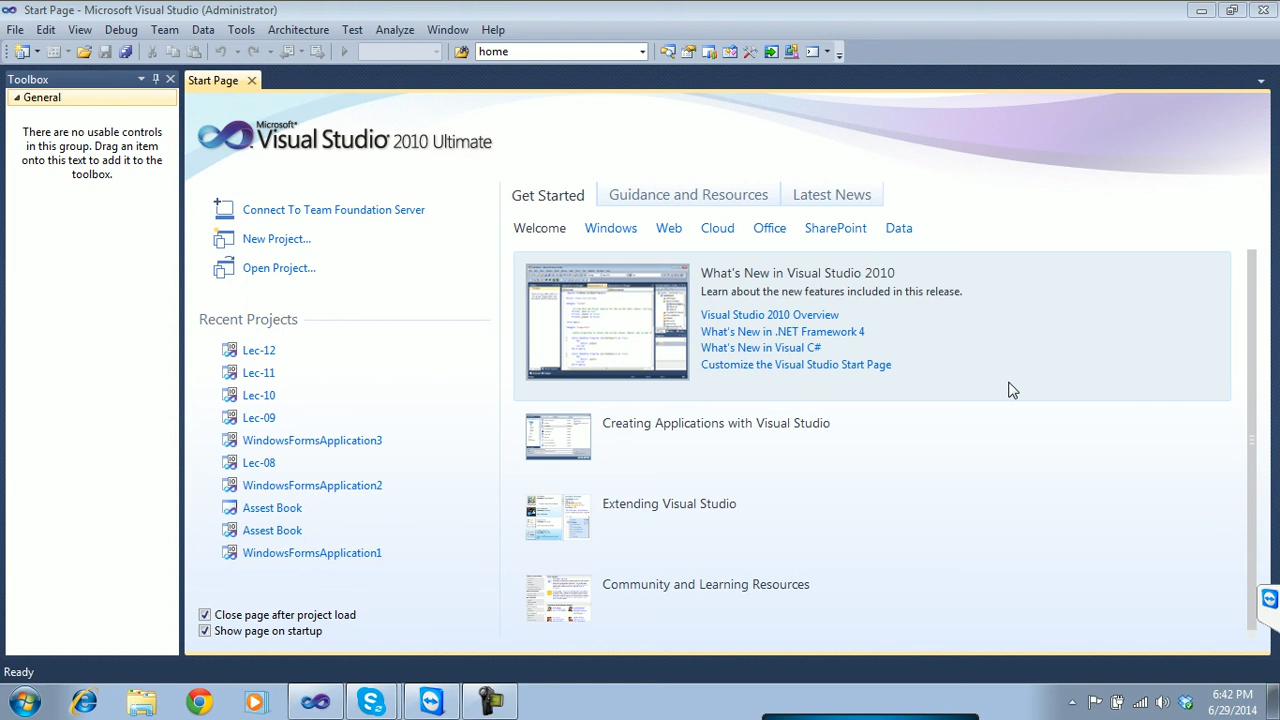 Start Page - Microsoft Visual Studio (Administrator)
File Edit View Debug Team Data Tools Architecture Test Analyze Window Help
home
Toolbox
Start Page
General
There are no usable controls
in this group. Drag an item
onto this text to add it to the
toolbox.
Microsoft®
Visual Studio® 2010 Ultimate
Connect To Team Foundation Server
New Project...
Open Project...
Recent Projects
Lec-12
Lec-11
Lec-10
Lec-09
WindowsFormsApplication3
Lec-08
WindowsFormsApplication2
Assest Book
Assest Book
WindowsFormsApplication1
Close page after project load
Show page on startup
Get Started Guidance and Resources Latest News
Welcome Windows Web Cloud Office SharePoint Data
What's New in Visual Studio 2010
Learn about the new features included in this release.
Visual Studio 2010 Overview
What's New in .NET Framework 4
What's New in Visual C#
Customize the Visual Studio Start Page
Creating Applications with Visual Studio
Extending Visual Studio
Community and Learning Resources
Ready
6:42 PM
6/29/2014